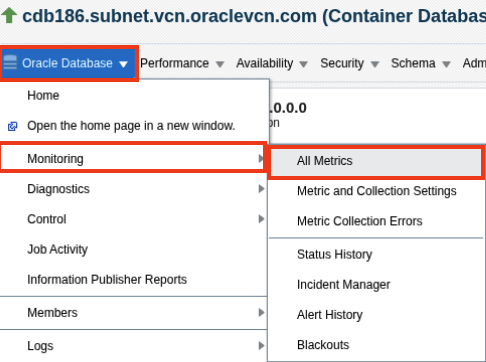 cdb186.subnet.vcn.oraclevcn.com (Container Databas
Oracle Database Performance Availability Security Schema Adm
Home
.0.0.0
Open the home page in a new window.
on
Monitoring
All Metrics
Diagnostics
Metric and Collection Settings
Control
Metric Collection Errors
Job Activity
Status History
Information Publisher Reports
Incident Manager
Members
Alert History
Logs
Blackouts